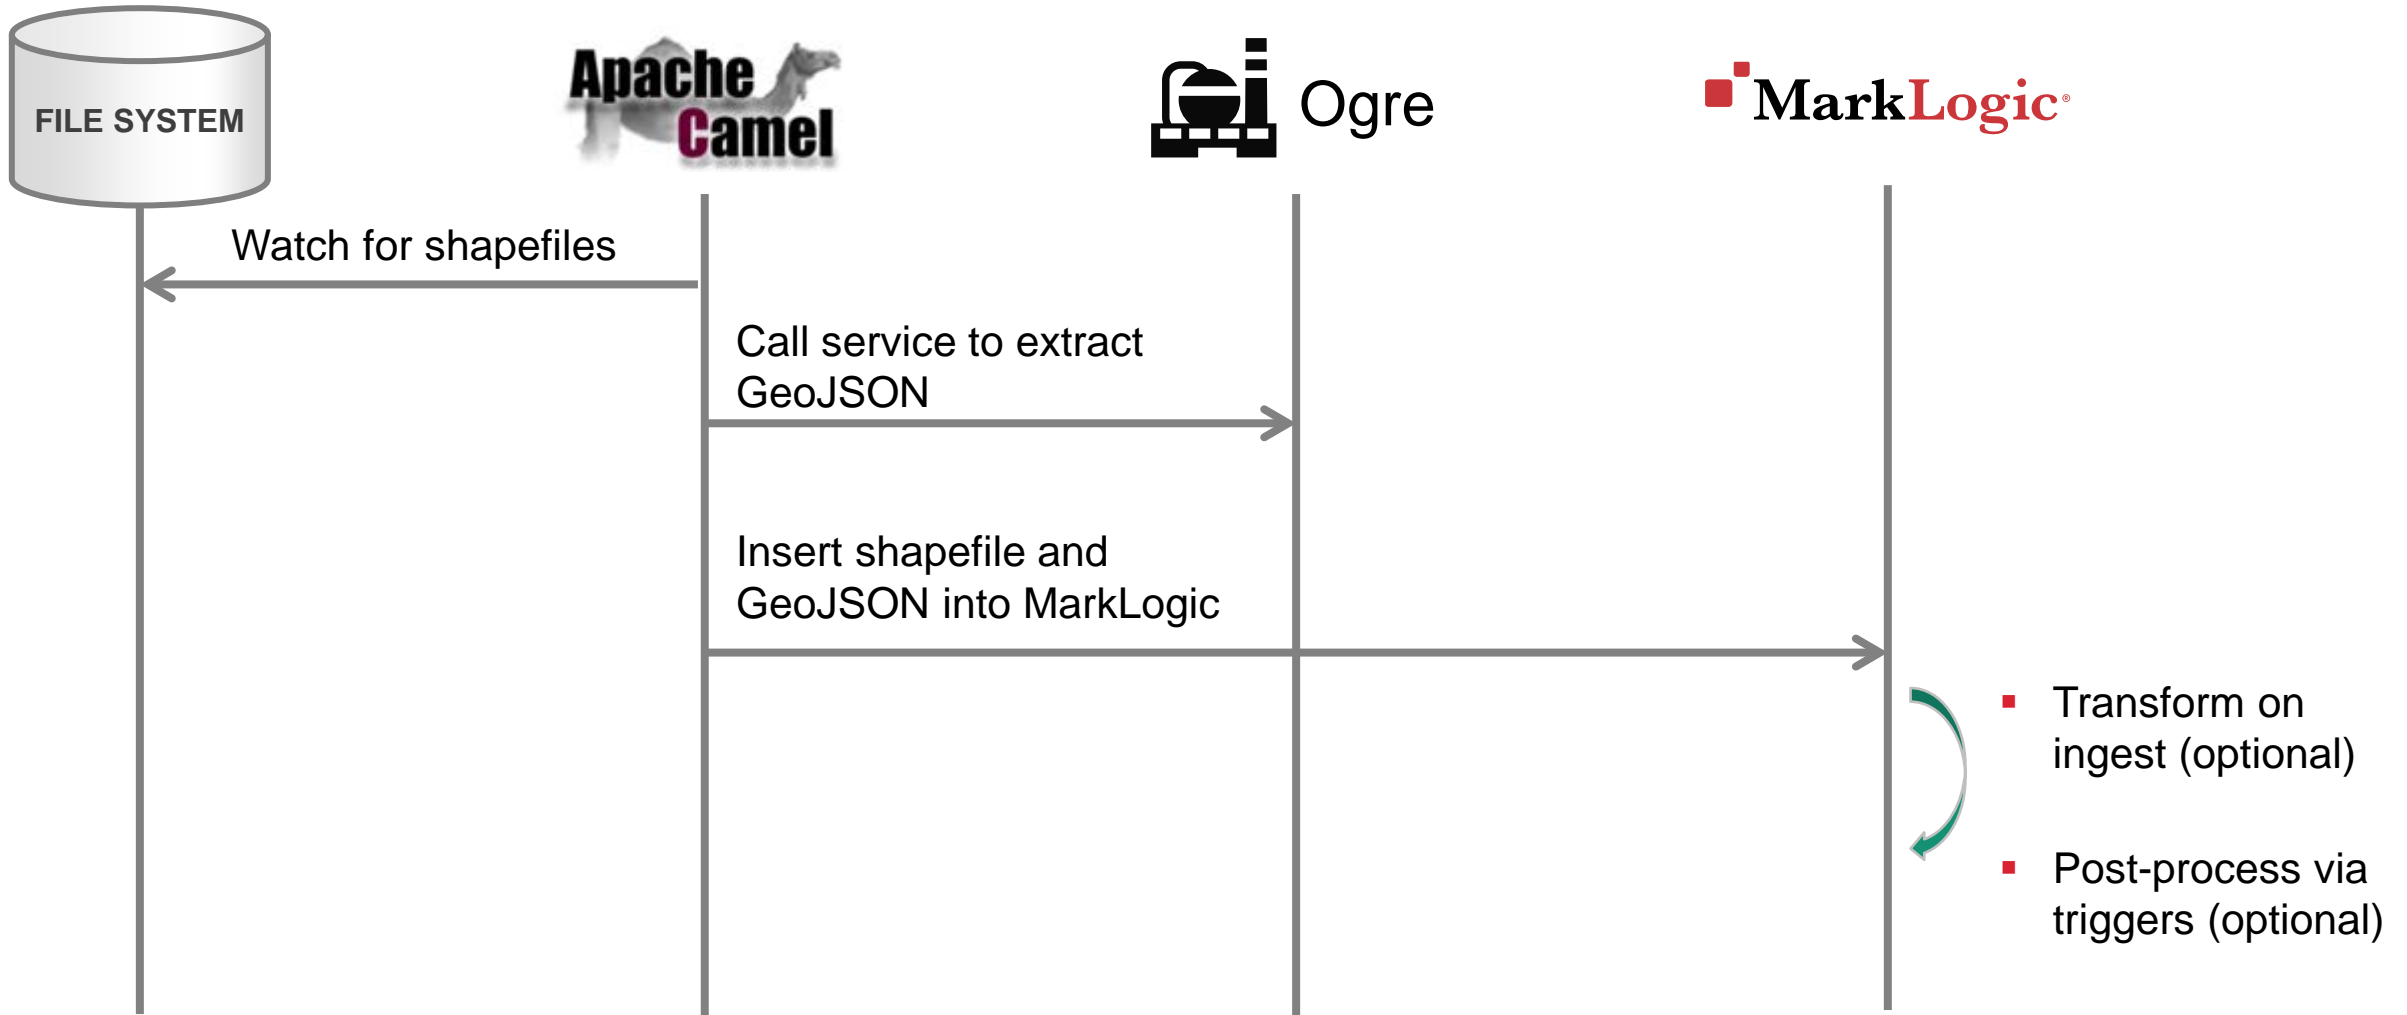 FILE SYSTEM
Apache
Camel
Ogre
MarkLogic®
Watch for shapefiles
Call service to extract
GeoJSON
Insert shapefile and
GeoJSON into MarkLogic
▪ Transform on
ingest (optional)
▪ Post-process via
triggers (optional)